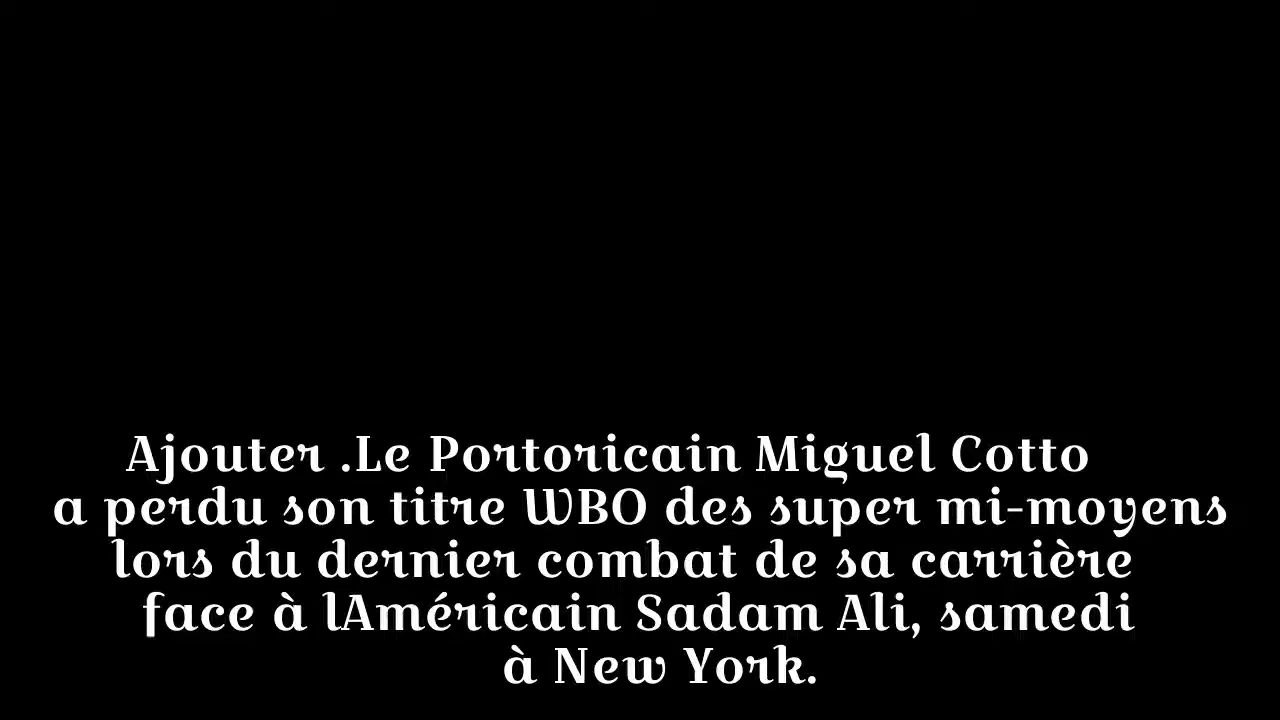 Ajouter .Le Portoricain Miguel Cotto
a perdu son titre WBO des super mi-moyens
lors du dernier combat de sa carrière
face à lAméricain Sadam Ali, samedi
à New York.